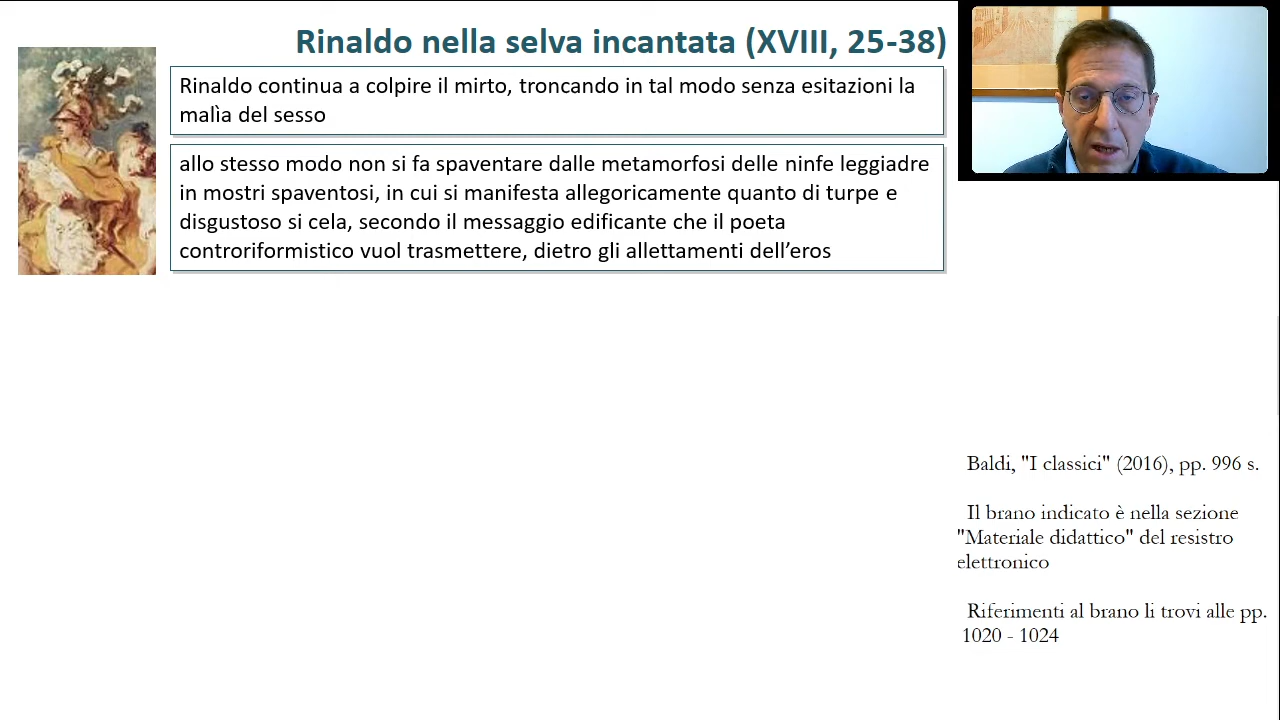 Rinaldo nella selva incantata (XVIII, 25-38)
Rinaldo continua a colpire il mirto, troncando in tal modo senza esitazioni la
malìa del sesso
allo stesso modo non si fa spaventare dalle metamorfosi delle ninfe leggiadre
in mostri spaventosi, in cui si manifesta allegoricamente quanto di turpe e
disgustoso si cela, secondo il messaggio edificante che il poeta
controriformistico vuol trasmettere, dietro gli allettamenti dell’eros
Baldi, "I classici" (2016), pp. 996 s.
Il brano indicato è nella sezione
"Materiale didattico" del resistro
elettronico
Riferimenti al brano li trovi alle pp.
1020 - 1024